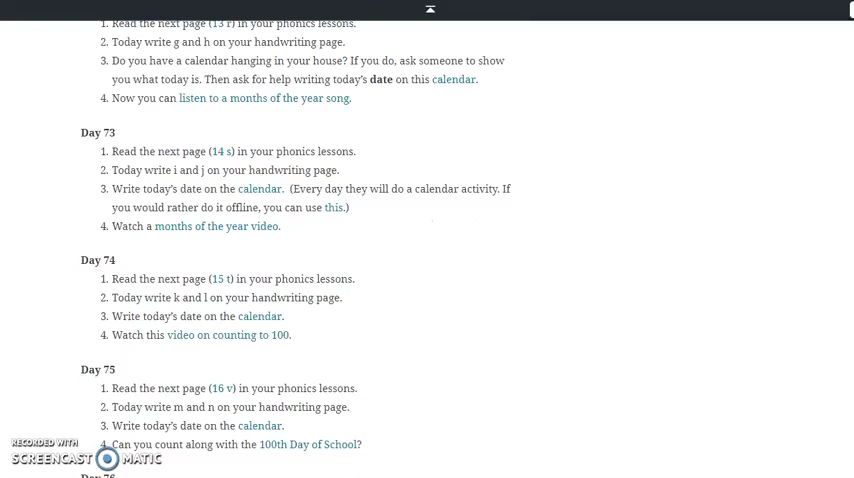 1. Read the next page (13 r) in your phonics lessons.
2. Today write g and h on your handwriting page.
3. Do you have a calendar hanging in your house? If you do, ask someone to show
you what today is. Then ask for help writing today's date on this calendar.
4. Now you can listen to a months of the year song.
Day 73
1. Read the next page (14 s) in your phonics lessons.
2. Today write i and j on your handwriting page.
3. Write today's date on the calendar. (Every day they will do a calendar activity. If
you would rather do it offline, you can use this.)
4. Watch a months of the year video.
Day 74
1. Read the next page (15 t) in your phonics lessons.
2. Today write k and l on your handwriting page.
3. Write today's date on the calendar.
4. Watch this video on counting to 100.
Day 75
1. Read the next page (16 v) in your phonics lessons.
2. Today write m and n on your handwriting page.
3. Write today's date on the calendar.
4. Can you count along with the 100th Day of School?
RECORDED WITH
SCREENCAST MATIC
Day 76